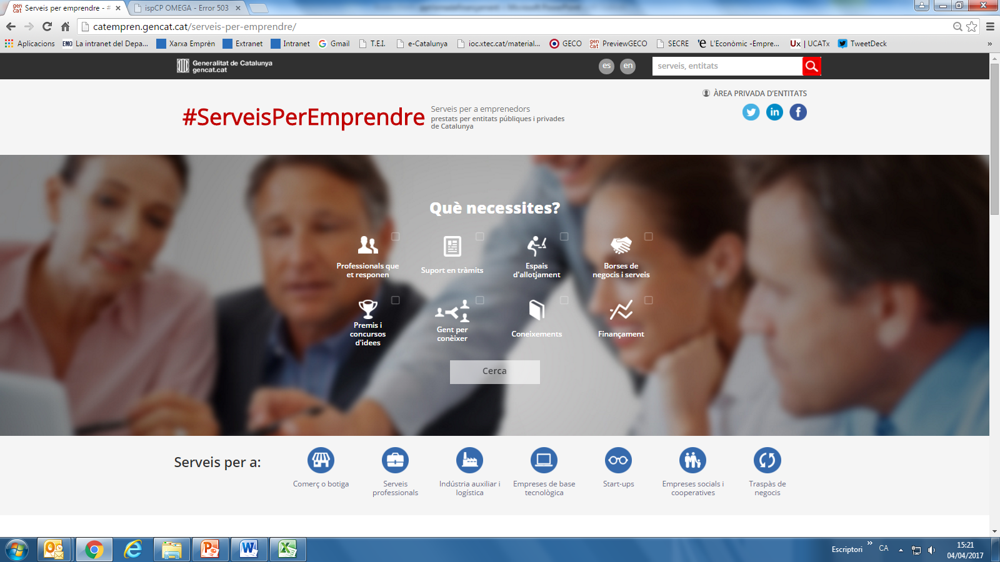 Serveis per emprendre - #
ispCP OMEGA - Error 503
catempren.gencat.cat/serveis-per-emprendre/
Aplicacions
EMO La intranet del Depa...
Xarxa Emprèn
Extranet
Intranet
G Gmail
T.E.I.
e-Catalunya
ioc.xtec.cat/material...
GECO
gencat PreviewGECO
SECRE
'e L'Econòmic -Empre...
Ux | UCATx
TweetDeck
»
Generalitat de Catalunya
gencat.cat
es en
serveis, entitats
ÀREA PRIVADA D'ENTITATS
#ServeisPerEmprendre
Serveis per a emprenedors
prestats per entitats públiques i privades
de Catalunya
Què necessites?
Professionals que
et responen
Suport en tràmits
Espais
d'allotjament
Borses de
negocis i serveis
Premis i
concursos
d'idees
Gent per
conèixer
Coneixements
Finançament
Cerca
Serveis per a:
Comerç o botiga
Serveis
professionals
Indústria auxiliar i
logística
Empreses de base
tecnològica
Start-ups
Empreses socials i
cooperatives
Traspàs de
negocis
Escriptori
»
CA
15:21
04/04/2017